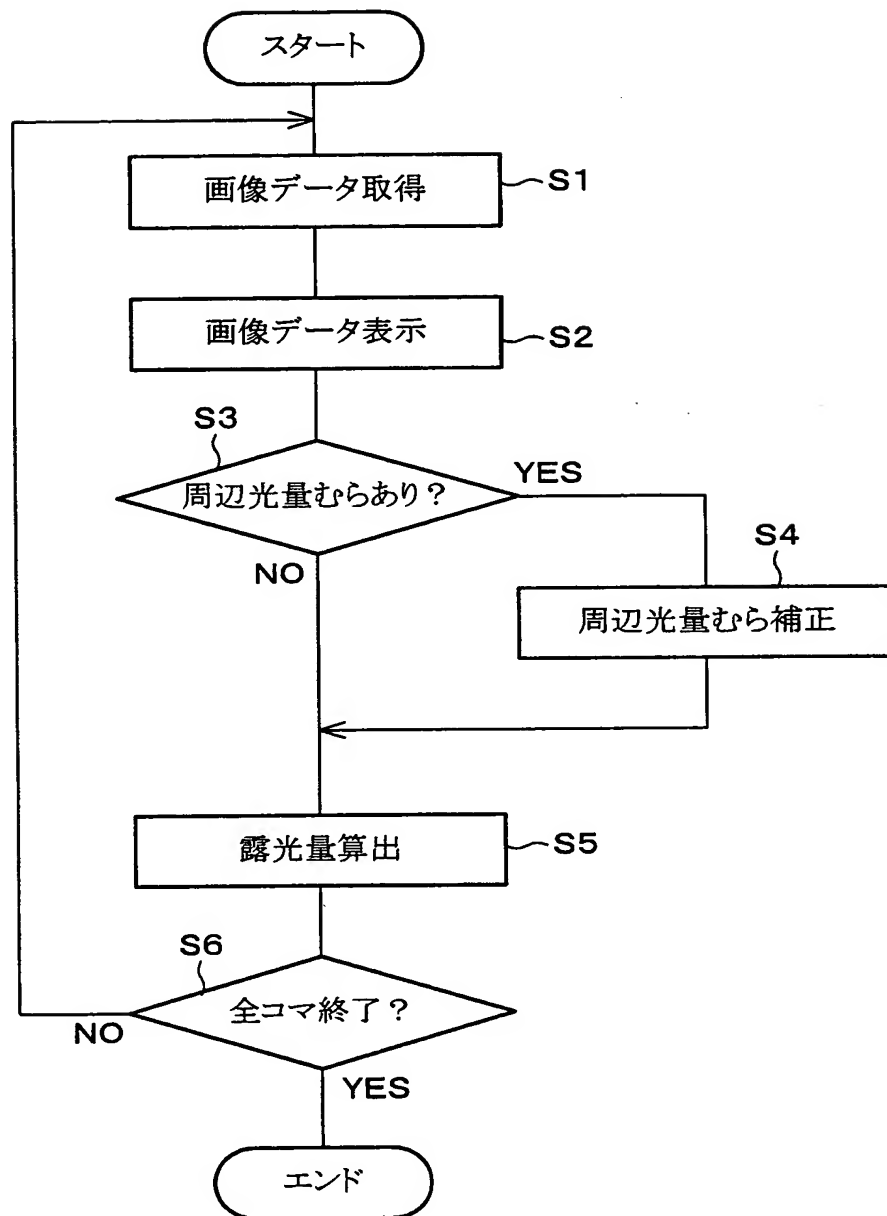 スタート
画像データ取得
S1
画像データ表示
S2
S3
周辺光量むらあり？
YES
NO
S4
周辺光量むら補正
露光量算出
S5
S6
全コマ終了？
NO
YES
エンド